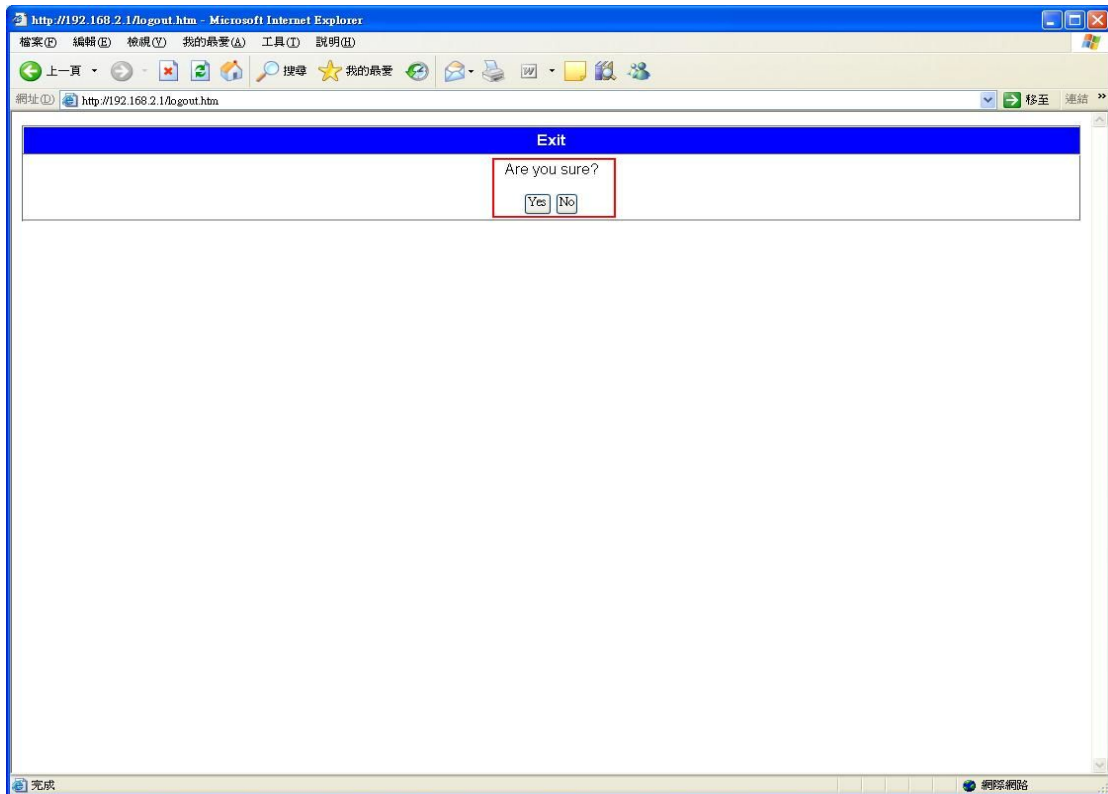 http://192.168.2.1/logout.htm - Microsoft Internet Explorer
檔案(F) 編輯(E) 檢視(V) 我的最愛(A) 工具(T) 說明(H)
上一頁 搜尋 我的最愛
網址(D) http://192.168.2.1/logout.htm 移至 連結 »
Exit
Are you sure?
Yes No
完成 網際網路